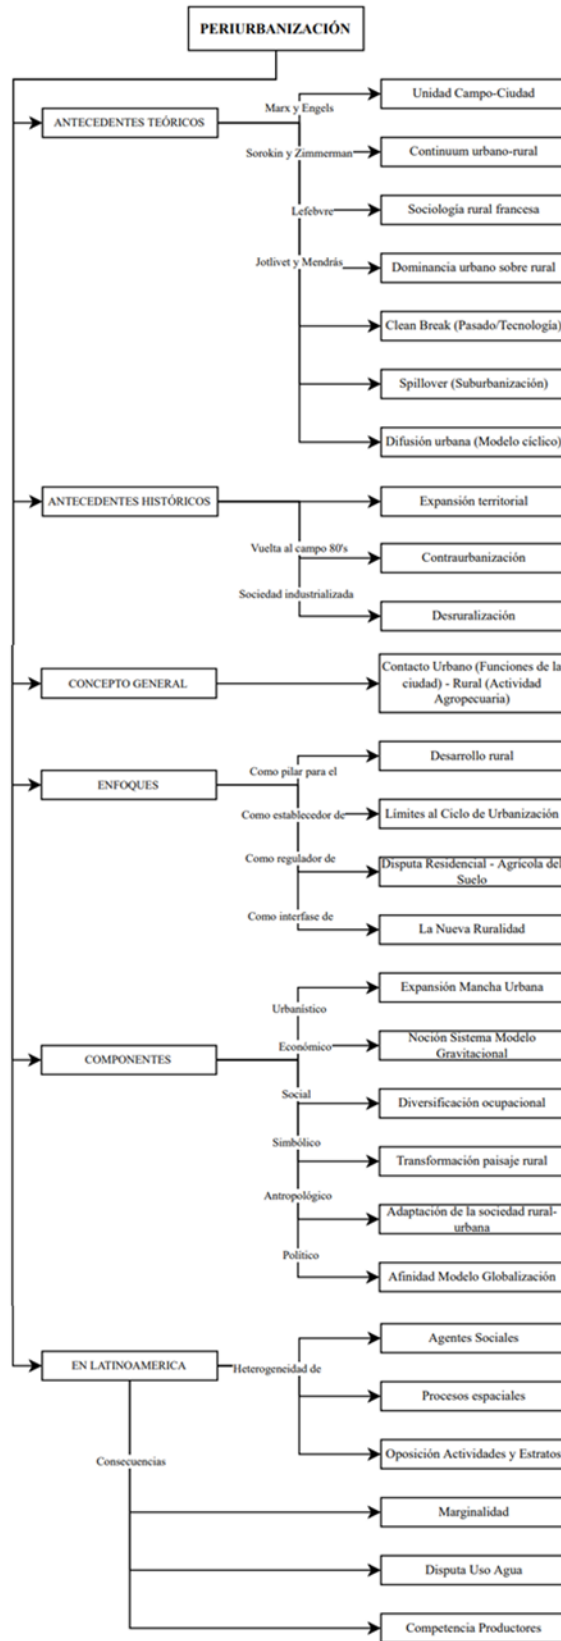 PERIURBANIZACIÓN
ANTECEDENTES TEÓRICOS
Marx y Engels
Unidad Campo-Ciudad
Sorokin y Zimmerman
Continuum urbano-rural
Lefebvre
Sociología rural francesa
Jotlivet y Mendrás
Dominancia urbano sobre rural
Clean Break (Pasado/Tecnología)
Spillover (Suburbanización)
Difusión urbana (Modelo cíclico)
ANTECEDENTES HISTÓRICOS
Expansión territorial
Vuelta al campo 80's
Contraurbanización
Sociedad industrializada
Desruralización
CONCEPTO GENERAL
Contacto Urbano (Funciones de la
ciudad) - Rural (Actividad
Agropecuaria)
ENFOQUES
Como pilar para el
Desarrollo rural
Como establecedor de
Límites al Ciclo de Urbanización
Como regulador de
Disputa Residencial - Agrícola del
Suelo
Como interfase de
La Nueva Ruralidad
COMPONENTES
Urbanístico
Expansión Mancha Urbana
Económico
Noción Sistema Modelo
Gravitacional
Social
Diversificación ocupacional
Simbólico
Transformación paisaje rural
Antropológico
Adaptación de la sociedad rural-
urbana
Político
Afinidad Modelo Globalización
EN LATINOAMERICA
Heterogeneidad de
Agentes Sociales
Procesos espaciales
Oposición Actividades y Estratos
Consecuencias
Marginalidad
Disputa Uso Agua
Competencia Productores